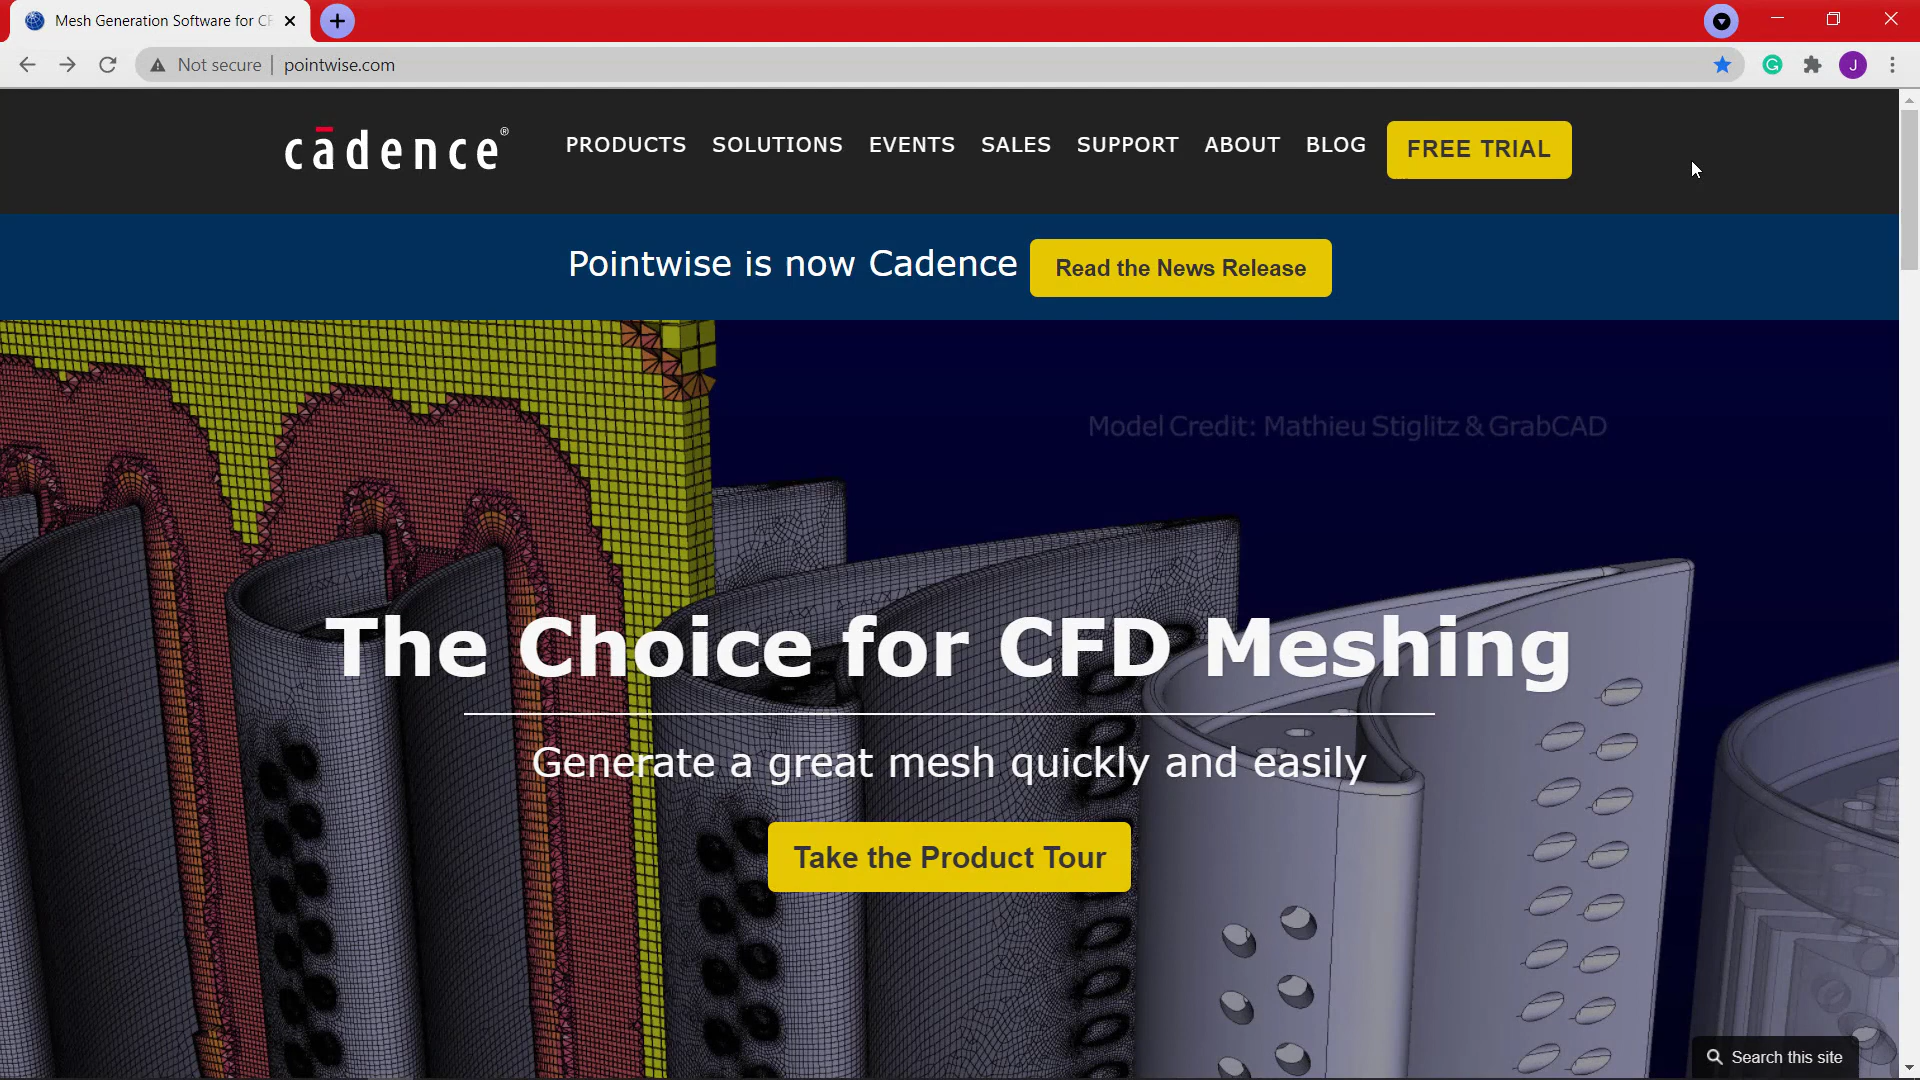 Mesh Generation Software for CF
Not secure | pointwise.com
J
cādence®
PRODUCTS SOLUTIONS EVENTS SALES SUPPORT ABOUT BLOG FREE TRIAL
Pointwise is now Cadence Read the News Release
Model Credit: Mathieu Stiglitz & GrabCAD
The Choice for CFD Meshing
Generate a great mesh quickly and easily
Take the Product Tour
Search this site